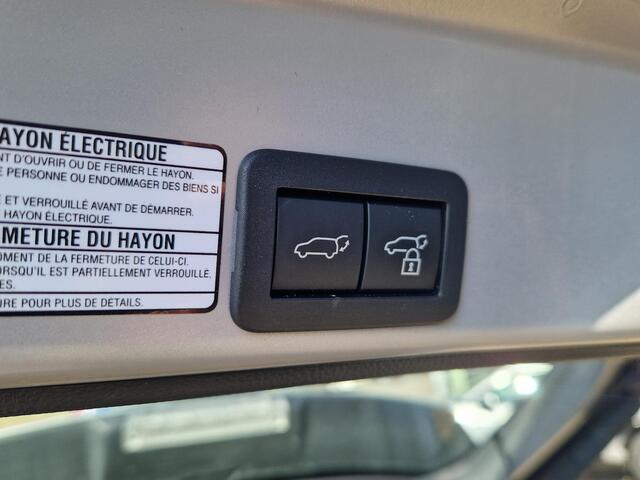 AYON ÉLECTRIQUE
NT D'OUVRIR OU DE FERMER LE HAYON.
E PERSONNE OU ENDOMMAGER DES BIENS SI
E ET VERROUILLÉ AVANT DE DÉMARRER.
HAYON ÉLECTRIQUE.
METURE DU HAYON
MOMENT DE LA FERMETURE DE CELUI-CI.
ORSQU'IL EST PARTIELLEMENT VERROUILLÉ.
ES.
IRE POUR PLUS DE DÉTAILS.